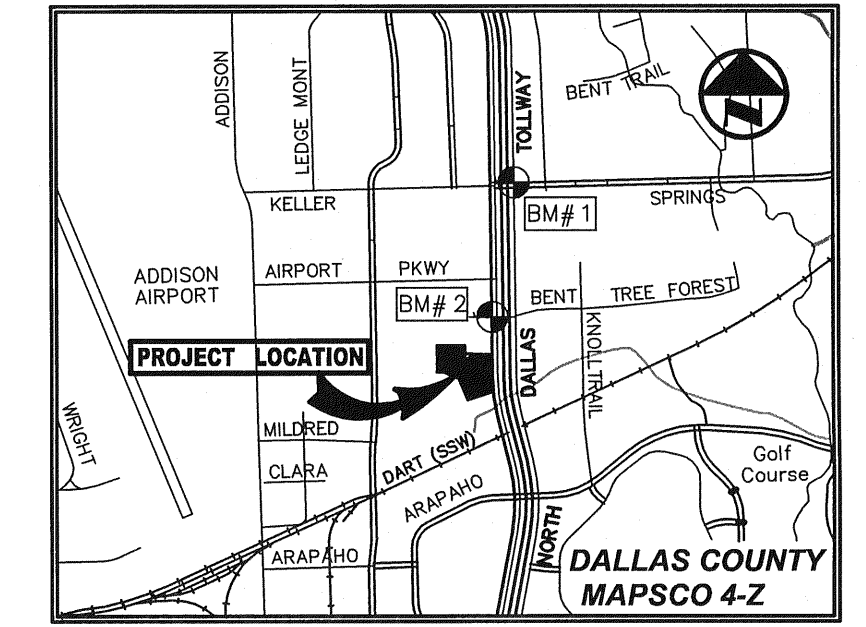 ADDISON
LEDGE MONT
TOLLWAY
BENT TRAIL
N
KELLER
SPRINGS
BM# 1
ADDISON
AIRPORT
AIRPORT PKWY
BM# 2
BENT TREE FOREST
PROJECT LOCATION
DALLAS
KNOLL TRAIL
WRIGHT
MILDRED
CLARA
DART (SSW)
ARAPAHO
Golf
Course
ARAPAHO
NORTH
DALLAS COUNTY
MAPSCO 4-Z